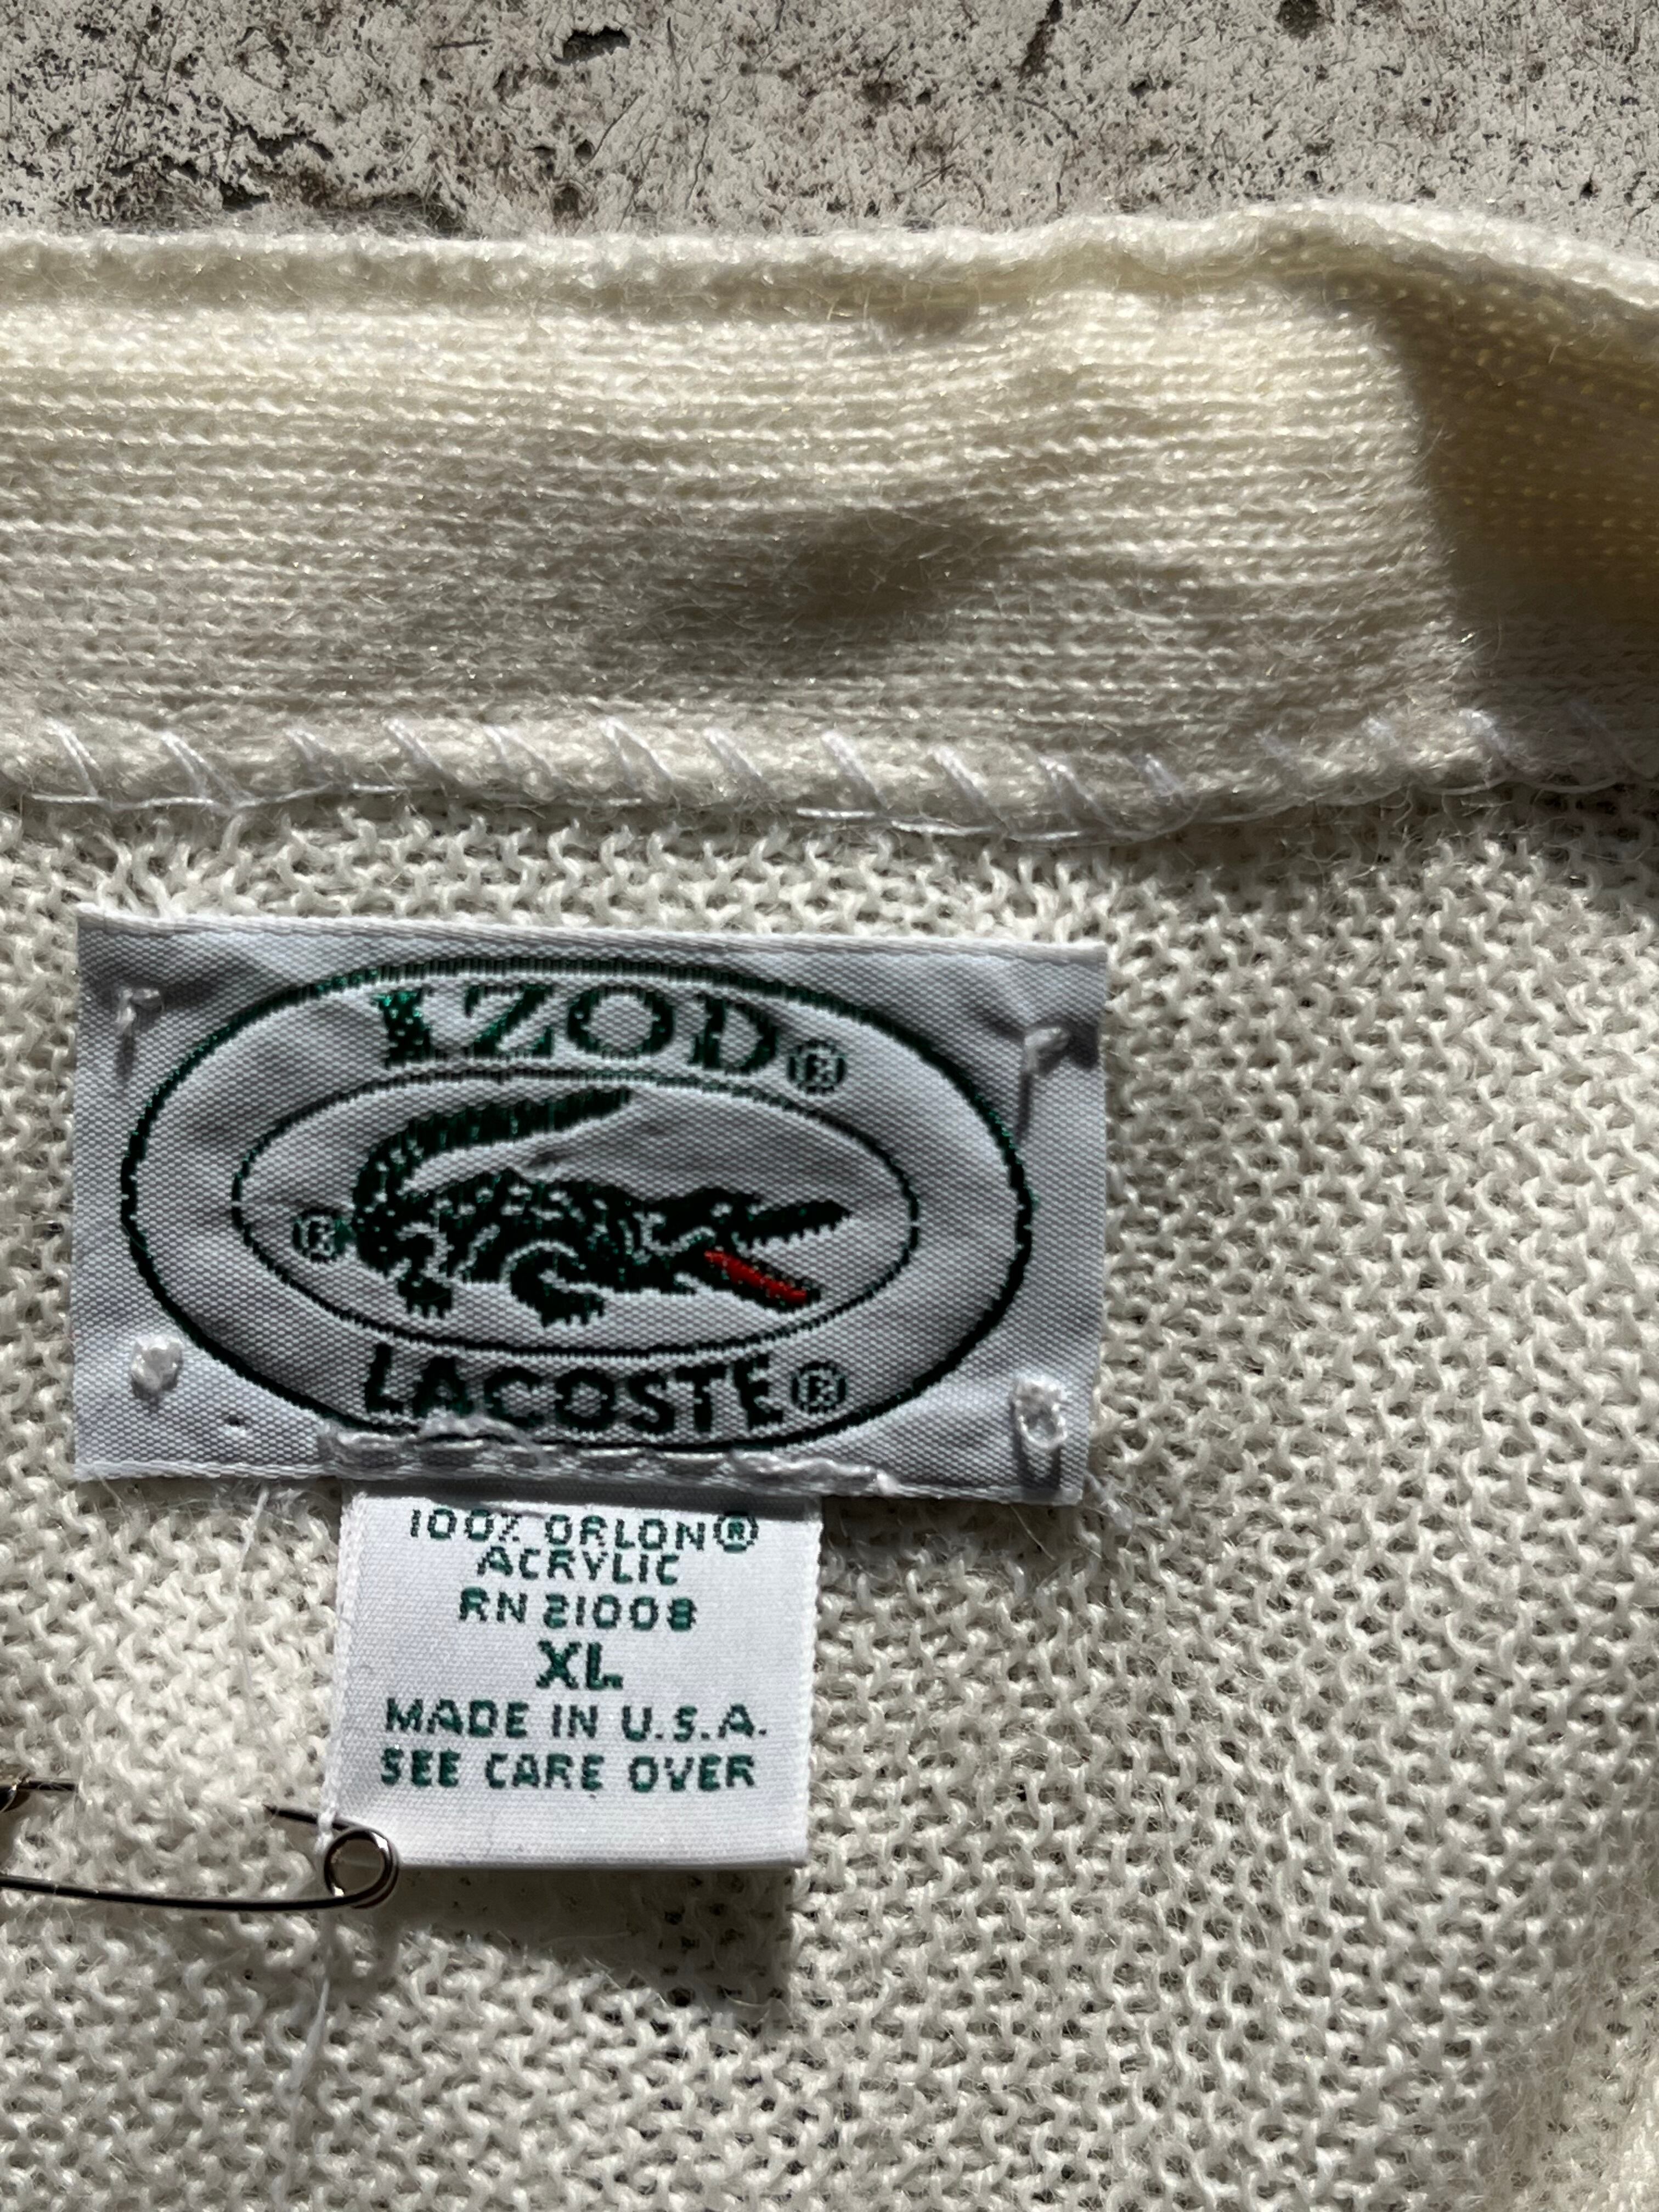 IZOD®
®
LACOSTE®
100% ORLON®
ACRYLIC
RN 21008
XL
MADE IN U.S.A.
SEE CARE OVER